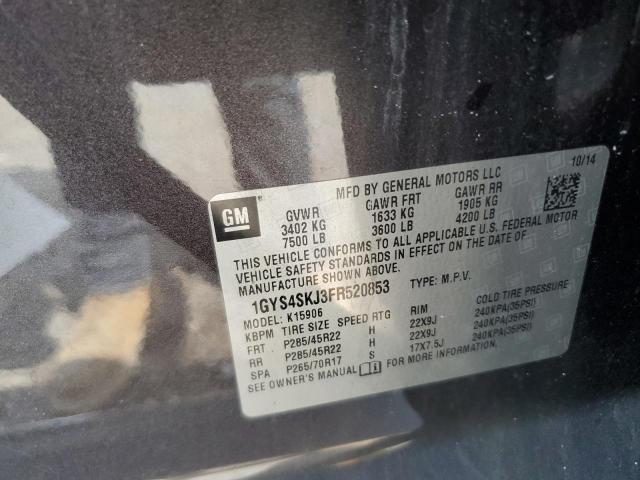 10/14
MFD BY GENERAL MOTORS LLC
GM
GVWR GAWR FRT GAWR RR
3402 KG 1633 KG 1905 KG
7500 LB 3600 LB 4200 LB
THIS VEHICLE CONFORMS TO ALL APPLICABLE U.S. FEDERAL MOTOR
VEHICLE SAFETY STANDARDS IN EFFECT ON THE DATE OF
MANUFACTURE SHOWN ABOVE.
1GYS4SKJ3FR520853 TYPE: M.P.V.
MODEL: K15906
KBPM TIRE SIZE SPEED RTG RIM COLD TIRE PRESSURE
FRT P285/45R22 H 22X9J 240KPA(35PSI)
RR P285/45R22 H 22X9J 240KPA(35PSI)
SPA P265/70R17 S 17X7.5J 240KPA(35PSI)
SEE OWNER'S MANUAL FOR MORE INFORMATION.